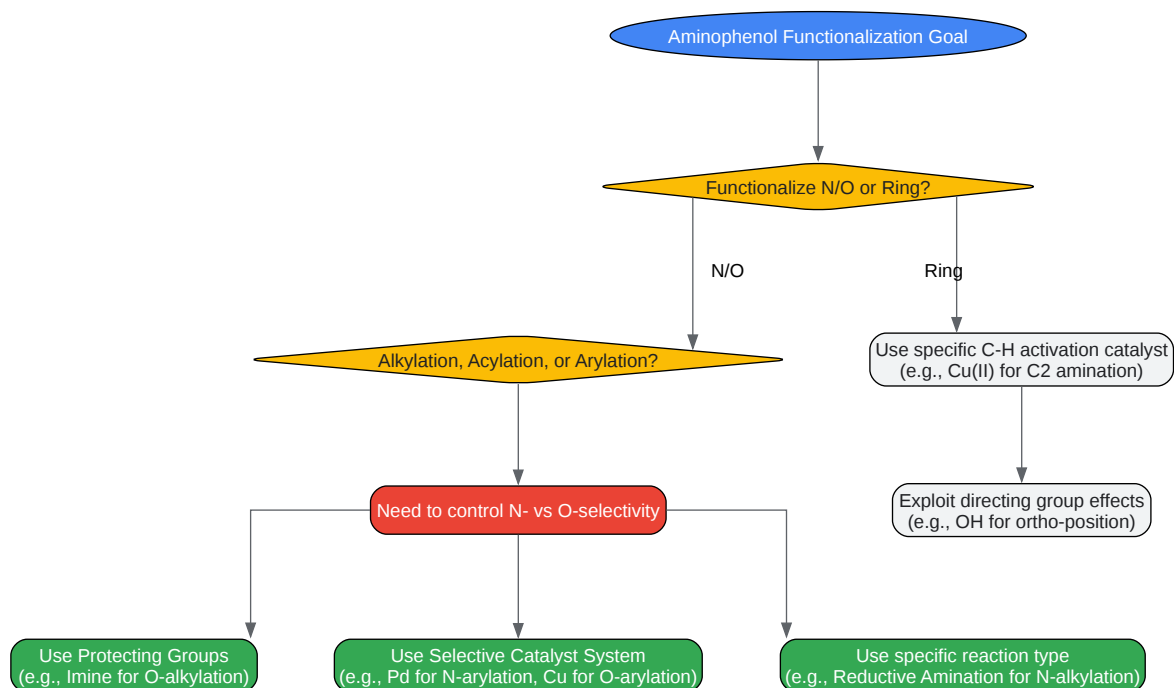 Aminophenol Functionalization Goal
Functionalize N/O or Ring?
N/O
Ring
Alkylation, Acylation, or Arylation?
Use specific C-H activation catalyst
(e.g., Cu(II) for C2 amination)
Need to control N- vs O-selectivity
Exploit directing group effects
(e.g., OH for ortho-position)
Use Protecting Groups
(e.g., Imine for O-alkylation)
Use Selective Catalyst System
(e.g., Pd for N-arylation, Cu for O-arylation)
Use specific reaction type
(e.g., Reductive Amination for N-alkylation)